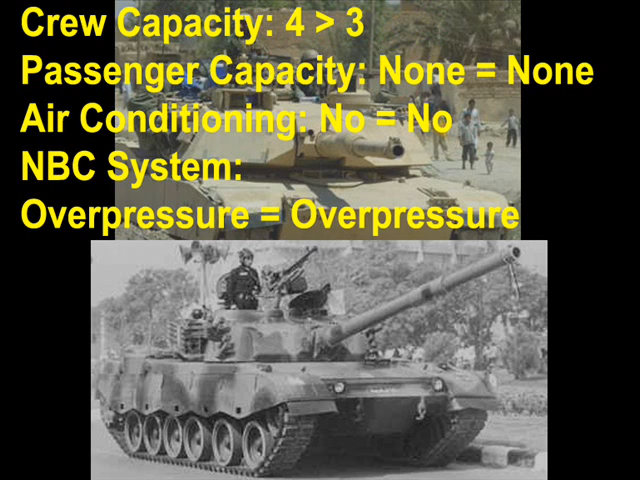 Crew Capacity: 4 > 3
Passenger Capacity: None = None
Air Conditioning: No = No
NBC System:
Overpressure = Overpressure